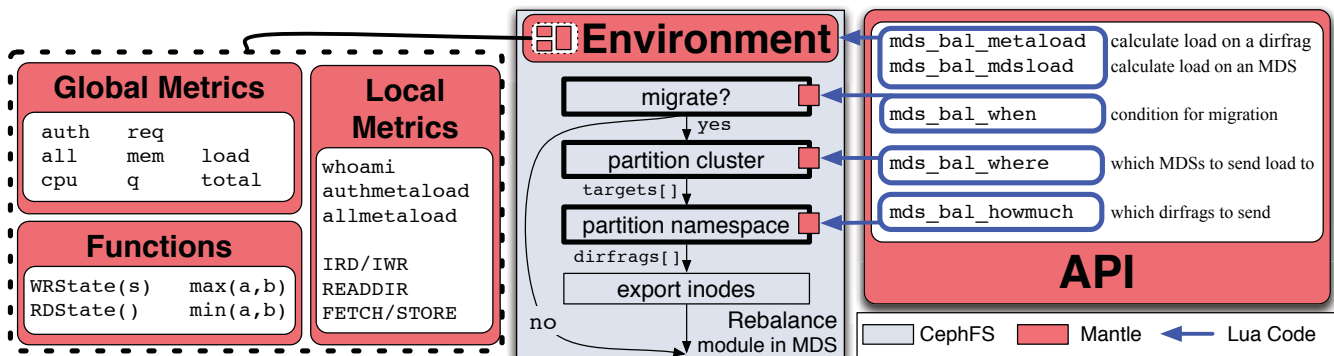 Global Metrics
auth req
all mem load
cpu q total
Functions
WRState(s) max(a,b)
RDState() min(a,b)
Local
Metrics
whoami
authmetaload
allmetaload
IRD/IWR
READDIR
FETCH/STORE
Environment
migrate?
yes
partition cluster
targets[]
partition namespace
dirfrags[]
export inodes
no
Rebalance
module in MDS
mds_bal_metaload calculate load on a dirfrag
mds_bal_mdsload calculate load on an MDS
mds_bal_when condition for migration
mds_bal_where which MDSs to send load to
mds_bal_howmuch which dirfrags to send
API
CephFS Mantle Lua Code